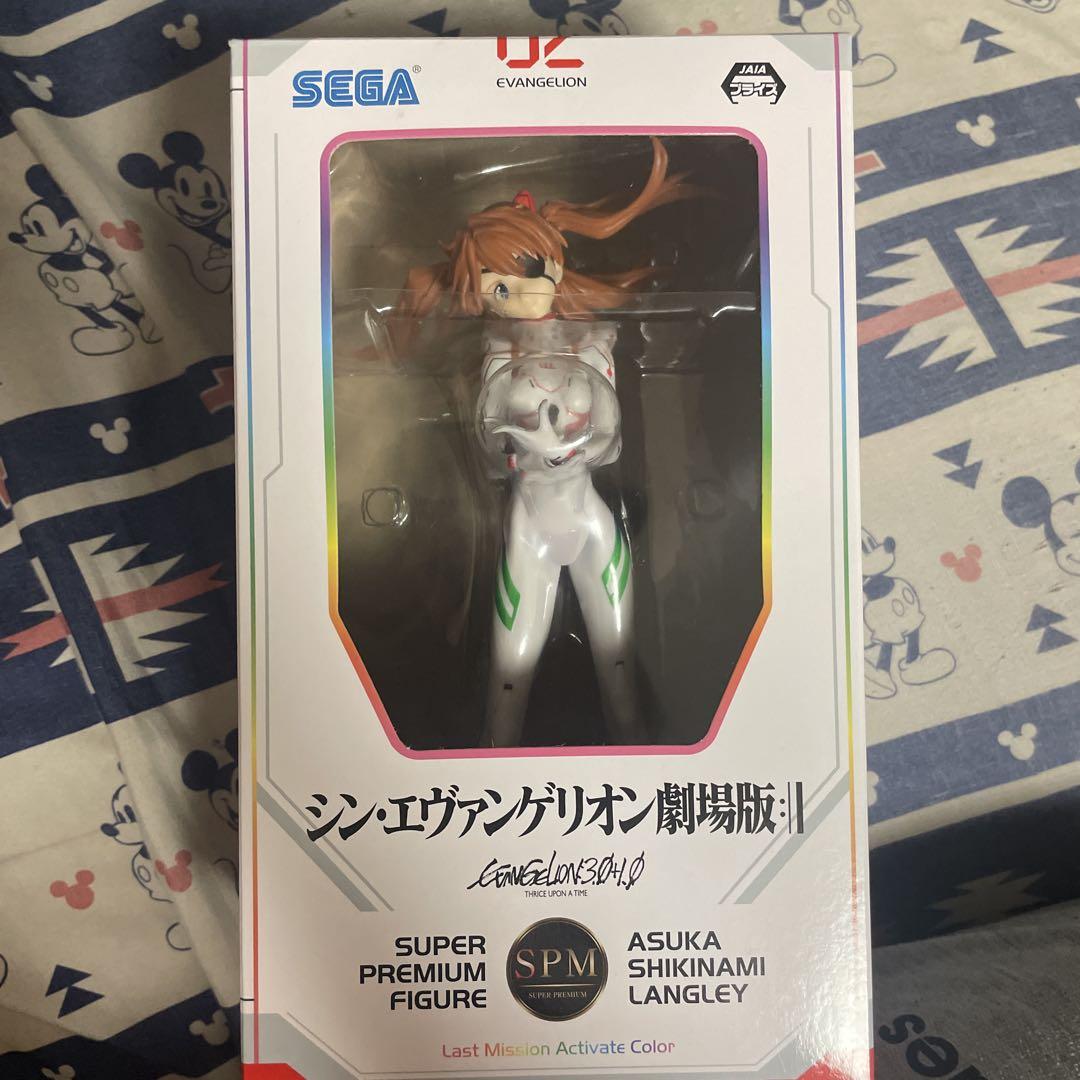 02
EVANGELION
SEGA®
JAIA
プライズ
シン・エヴァンゲリオン劇場版:||
EVANGELION:3.0+1.0
THRICE UPON A TIME
SUPER
PREMIUM
FIGURE
SPM
SUPER PREMIUM
ASUKA
SHIKINAMI
LANGLEY
Last Mission Activate Color